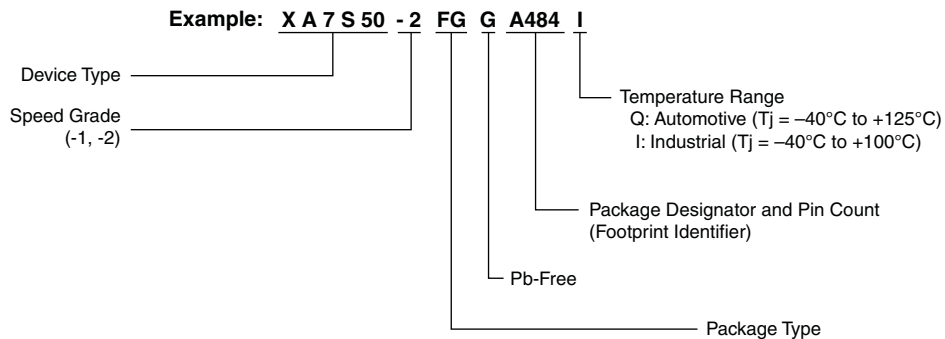 Example: X A 7 S 50 - 2 FG G A484 I
Device Type
Speed Grade
(-1, -2)
Temperature Range
Q: Automotive (Tj = –40°C to +125°C)
I: Industrial (Tj = –40°C to +100°C)
Package Designator and Pin Count
(Footprint Identifier)
Pb-Free
Package Type